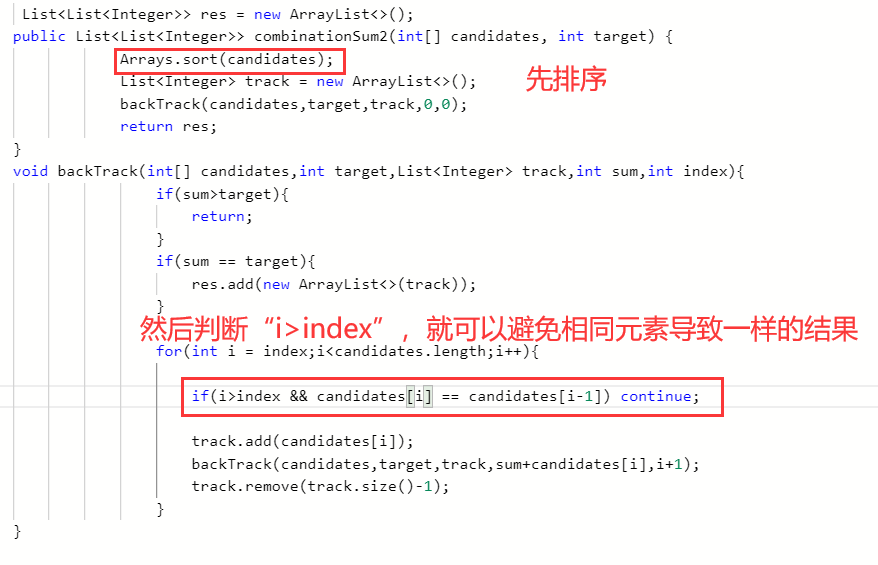 List<List<Integer>> res = new ArrayList<>();
public List<List<Integer>> combinationSum2(int[] candidates, int target) {
Arrays.sort(candidates);
先排序
List<Integer> track = new ArrayList<>();
backTrack(candidates,target,track,0,0);
return res;
}
void backTrack(int[] candidates,int target,List<Integer> track,int sum,int index){
if(sum>target){
return;
}
if(sum == target){
res.add(new ArrayList<>(track));
}
然后判断“i>index”，就可以避免相同元素导致一样的结果
for(int i = index;i<candidates.length;i++){
if(i>index && candidates[i] == candidates[i-1]) continue;
track.add(candidates[i]);
backTrack(candidates,target,track,sum+candidates[i],i+1);
track.remove(track.size()-1);
}
}